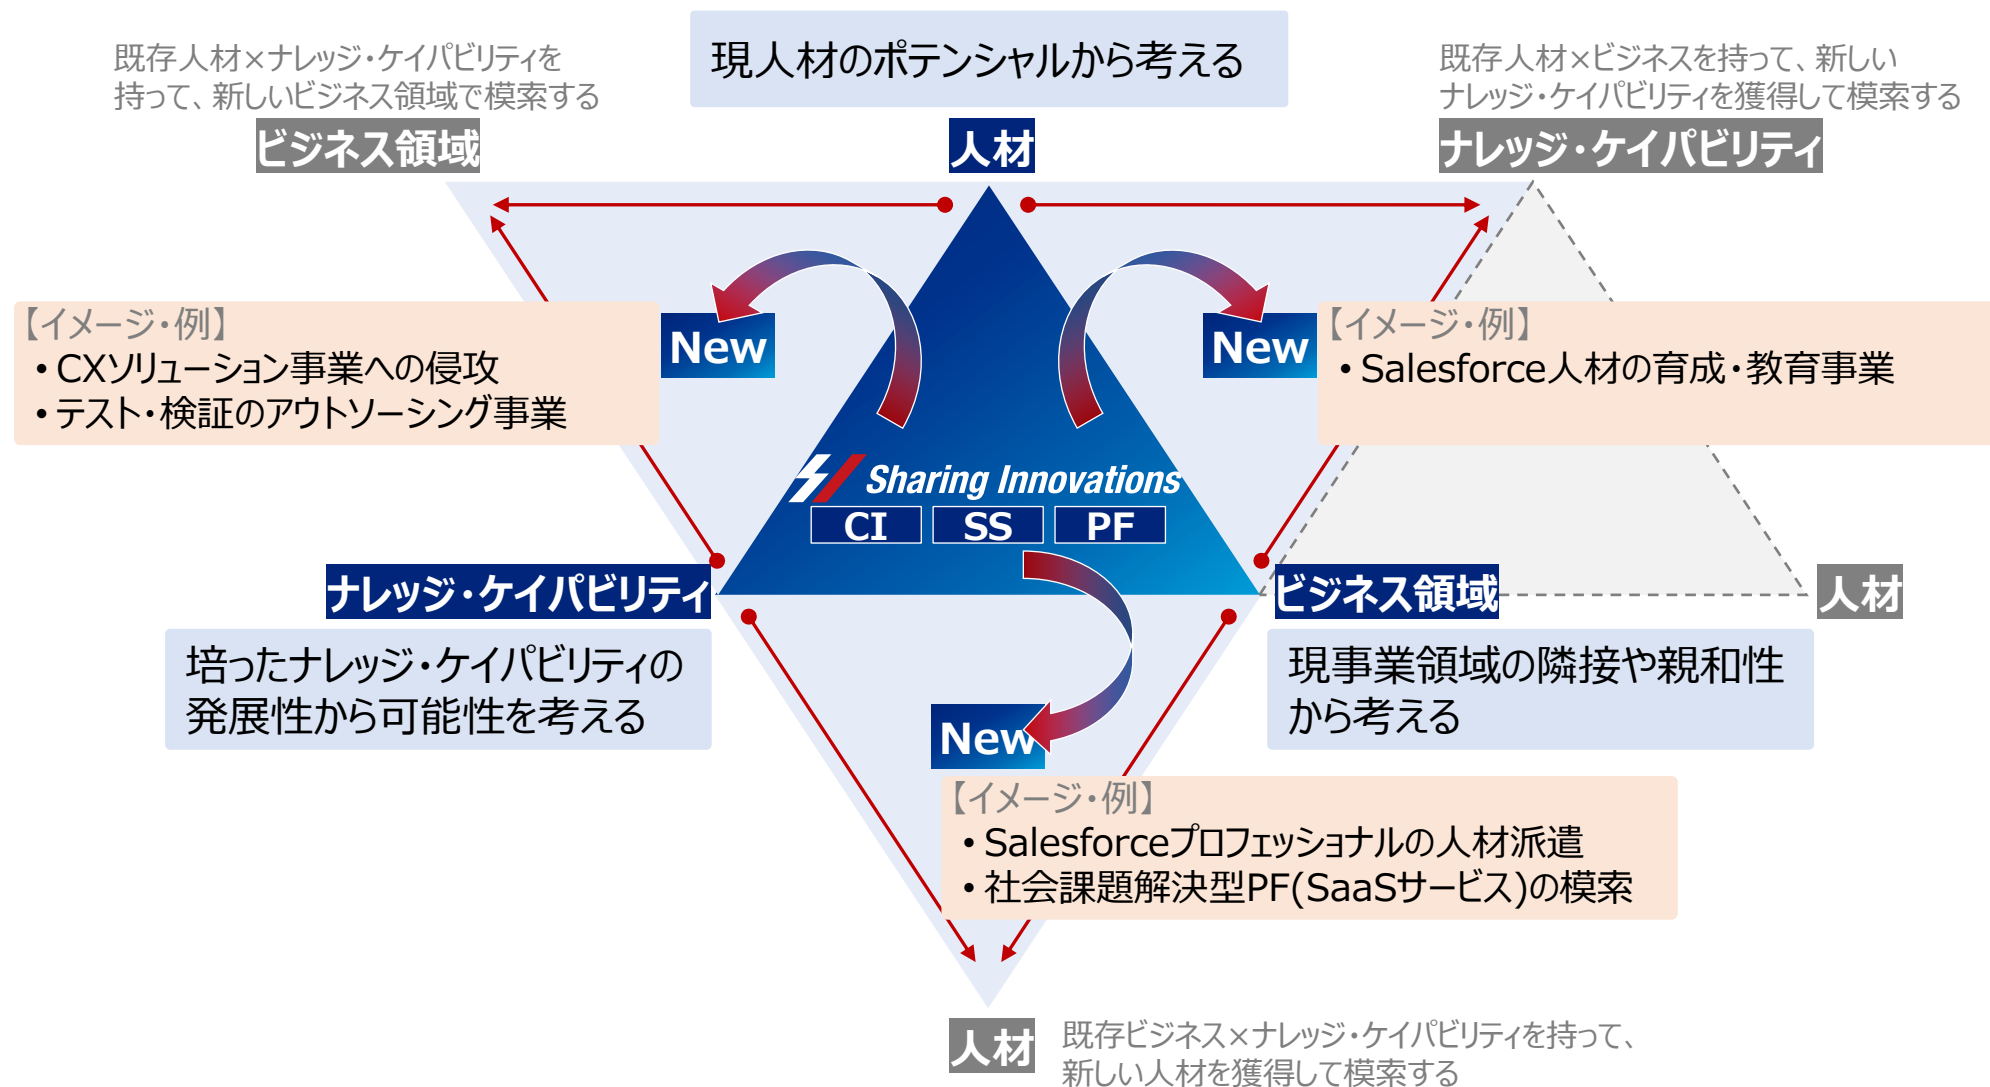 現人材のポテンシャルから考える
既存人材×ナレッジ・ケイパビリティを
持って、新しいビジネス領域で模索する
既存人材×ビジネスを持って、新しい
ナレッジ・ケイパビリティを獲得して模索する
ビジネス領域
人材
ナレッジ・ケイパビリティ
【イメージ・例】
・CXソリューション事業への侵攻
・テスト・検証のアウトソーシング事業
New
New
【イメージ・例】
・Salesforce人材の育成・教育事業
Sharing Innovations
CI
SS
PF
ナレッジ・ケイパビリティ
ビジネス領域
人材
培ったナレッジ・ケイパビリティの
発展性から可能性を考える
現事業領域の隣接や親和性
から考える
New
【イメージ・例】
・Salesforceプロフェッショナルの人材派遣
・社会課題解決型PF(SaaSサービス)の模索
人材
既存ビジネス×ナレッジ・ケイパビリティを持って、
新しい人材を獲得して模索する